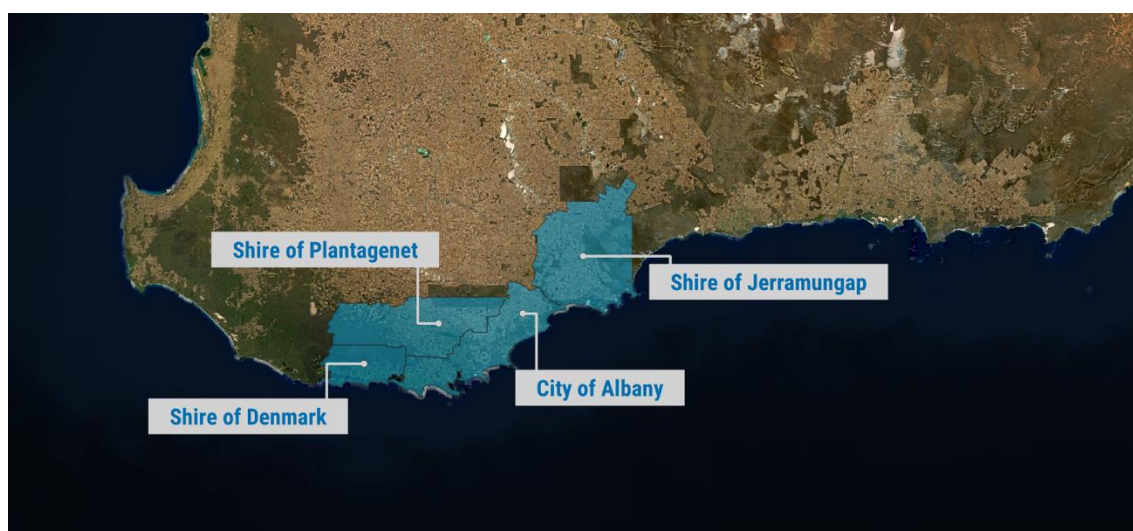 Shire of Plantagenet
Shire of Jerramungap
City of Albany
Shire of Denmark